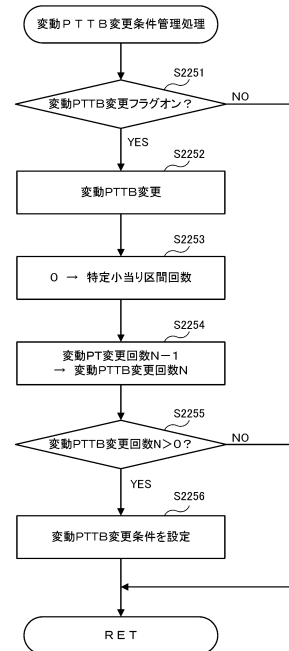 変動ＰＴＴＢ変更条件管理処理
S2251
変動PTTB変更フラグオン？
NO
YES
S2252
変動PTTB変更
S2253
０ → 特定小当り区間回数
S2254
変動PT変更回数N－1
→ 変動PTTB変更回数N
S2255
変動PTTB変更回数N＞0？
NO
YES
S2256
変動PTTB変更条件を設定
ＲＥＴ